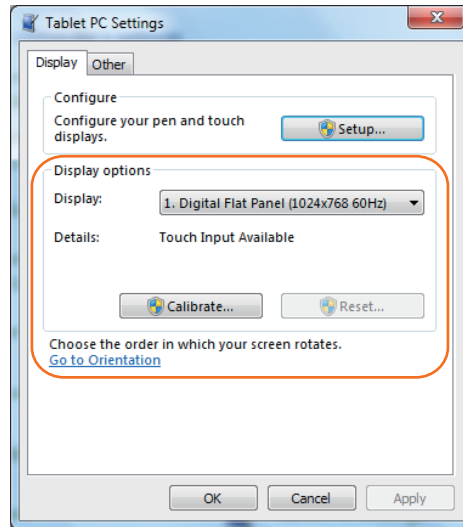 Tablet PC Settings
Display Other
Configure
Configure your pen and touch
displays.
Setup...
Display options
Display: 1. Digital Flat Panel (1024x768 60Hz)
Details: Touch Input Available
Calibrate... Reset...
Choose the order in which your screen rotates.
Go to Orientation
OK Cancel Apply